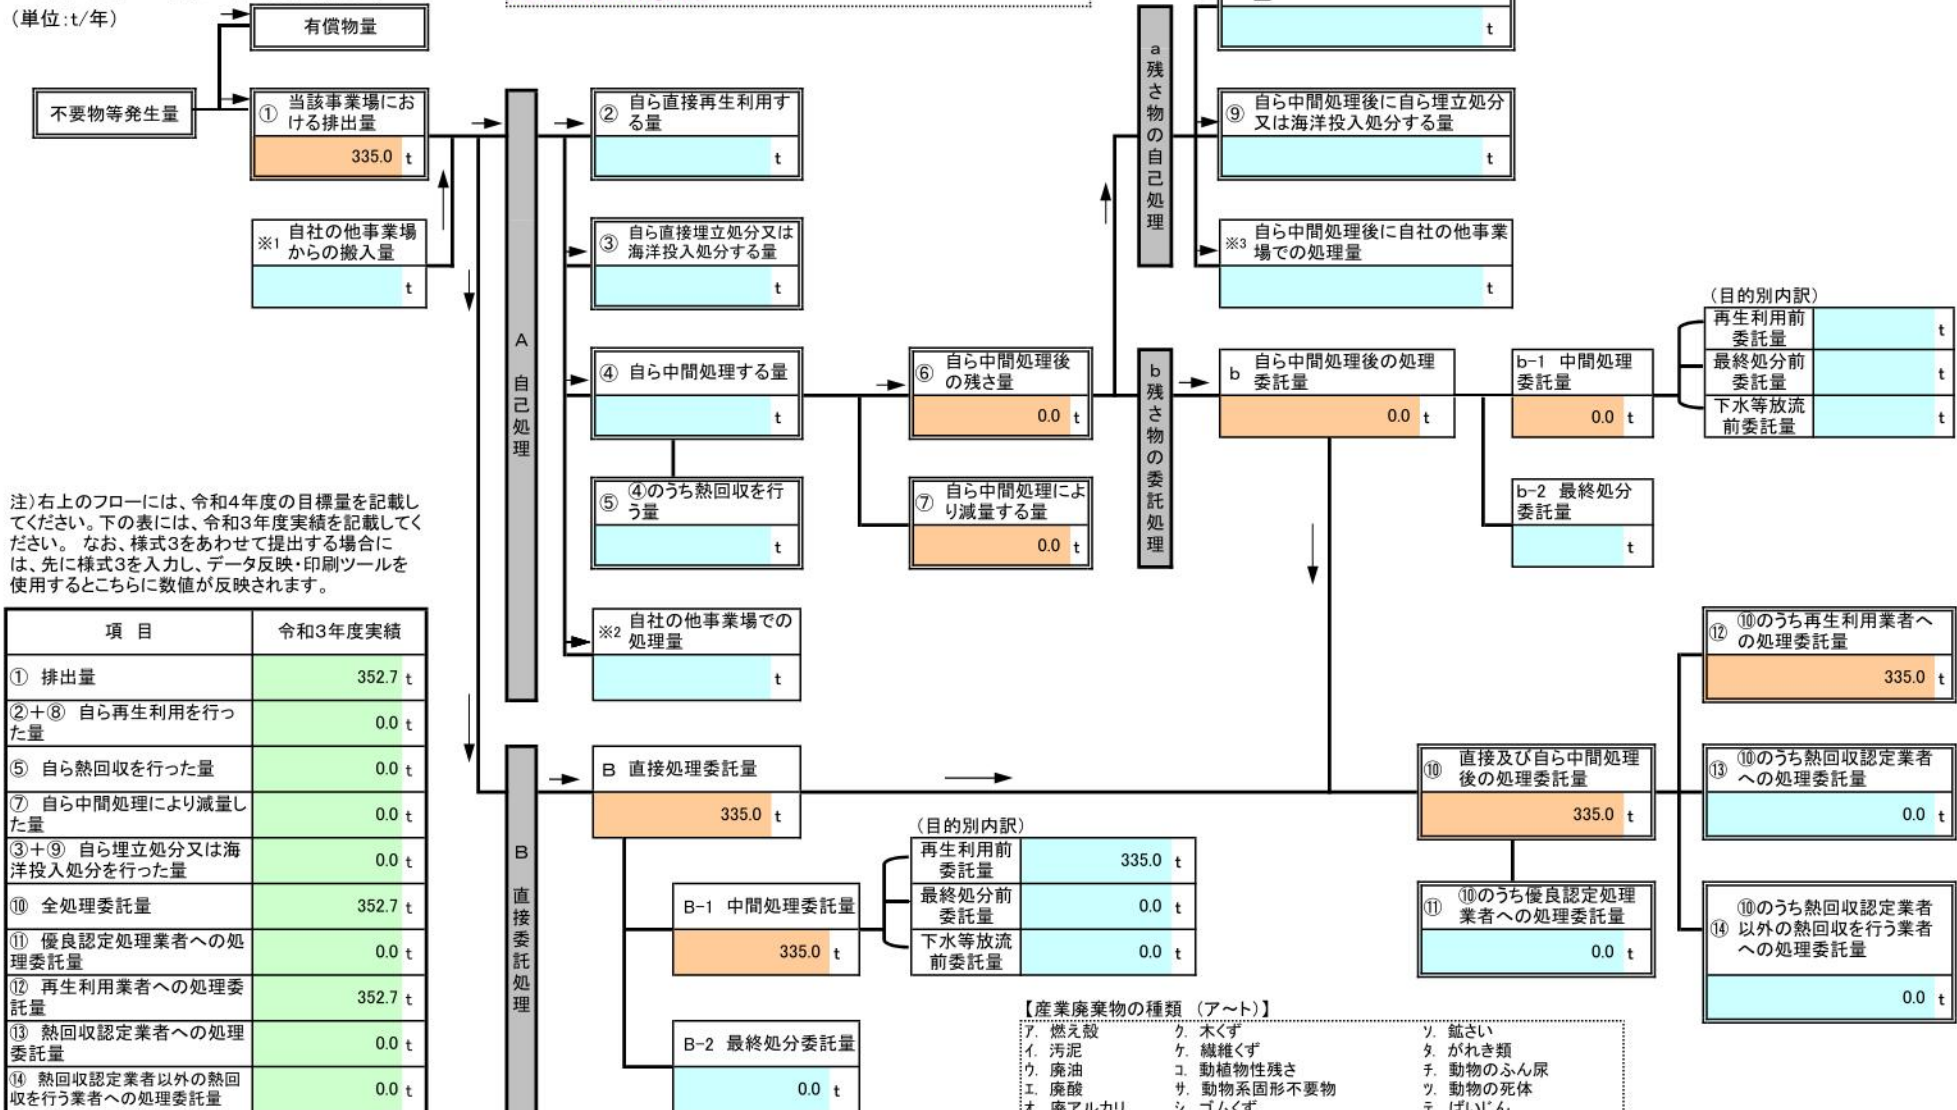 (単位:t/年)
有償物量
不要物等発生量
① 当該事業場にお
ける排出量
335.0 t
※1 自社の他事業場
からの搬入量
t
A 自己処理
② 自ら直接再生利用す
る量
t
③ 自ら直接埋立処分又は
海洋投入処分する量
t
④ 自ら中間処理する量
t
⑤ ④のうち熱回収を行
う量
t
※2 自社の他事業場での
処理量
t
⑥ 自ら中間処理後
の残さ量
0.0 t
⑦ 自ら中間処理によ
り減量する量
0.0 t
a残さ物の自己処理
t
⑨ 自ら中間処理後に自ら埋立処分
又は海洋投入処分する量
t
※3 自ら中間処理後に自社の他事業
場での処理量
t
b残さ物の委託処理
b 自ら中間処理後の処理
委託量
0.0 t
b-1 中間処理
委託量
0.0 t
b-2 最終処分
委託量
t
(目的別内訳)
再生利用前
委託量
t
最終処分前
委託量
t
下水等放流
前委託量
t
注)右上のフローには、令和4年度の目標量を記載し
てください。下の表には、令和3年度実績を記載してく
ださい。 なお、様式3をあわせて提出する場合に
は、先に様式3を入力し、データ反映・印刷ツールを
使用するとこちらに数値が反映されます。
項 目 令和3年度実績
① 排出量 352.7 t
②+⑧ 自ら再生利用を行っ
た量 0.0 t
⑤ 自ら熱回収を行った量 0.0 t
⑦ 自ら中間処理により減量し
た量 0.0 t
③+⑨ 自ら埋立処分又は海
洋投入処分を行った量 0.0 t
⑩ 全処理委託量 352.7 t
⑪ 優良認定処理業者への処
理委託量 0.0 t
⑫ 再生利用業者への処理委
託量 352.7 t
⑬ 熱回収認定業者への処理
委託量 0.0 t
⑭ 熱回収認定業者以外の熱回
収を行う業者への処理委託量 0.0 t
B 直接委託処理
B 直接処理委託量
335.0 t
B-1 中間処理委託量
335.0 t
B-2 最終処分委託量
0.0 t
(目的別内訳)
再生利用前
委託量 335.0 t
最終処分前
委託量 0.0 t
下水等放流
前委託量 0.0 t
⑩ 直接及び自ら中間処理
後の処理委託量
335.0 t
⑪ ⑩のうち優良認定処理
業者への処理委託量
0.0 t
⑫ ⑩のうち再生利用業者へ
の処理委託量
335.0 t
⑬ ⑩のうち熱回収認定業者
への処理委託量
0.0 t
⑭ ⑩のうち熱回収認定業者
以外の熱回収を行う業者
への処理委託量
0.0 t
【産業廃棄物の種類 (ア~ト)】
ア. 燃え殻 ク. 木くず ソ. 鉱さい
イ. 汚泥 ケ. 繊維くず タ. がれき類
ウ. 廃油 コ. 動植物性残さ チ. 動物のふん尿
エ. 廃酸 サ. 動物系固形不要物 ツ. 動物の死体
オ. 廃アルカリ シ. ゴムくず テ. ばいじん